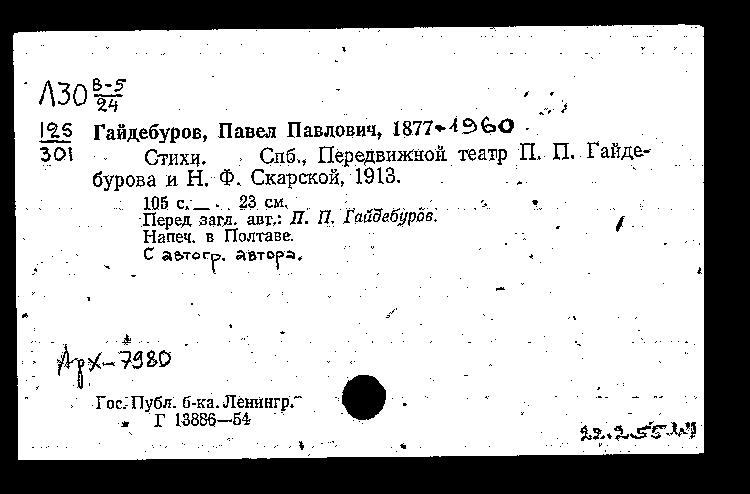 Л30 В-5/24
125/301
Гайдебуров, Павел Павлович, 1877-1960
Стихи. Спб., Передвижной театр П. П. Гайде-
бурова и Н. Ф. Скарской, 1913.
105 с. — 23 см.
Перед загл. авт.: П. П. Гайдебуров.
Напеч. в Полтаве.
С автогр. автора.
Арх-7980
Гос. Публ. б-ка. Ленингр.
Г 13886—54
22.2.55